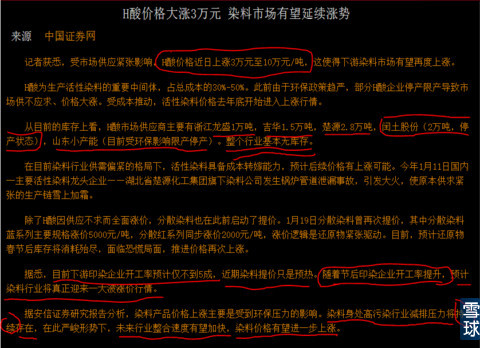 H酸价格大涨3万元 染料市场有望延续涨势
来源 中国证券网
记者获悉，受市场供应紧张影响，H酸价格近日上涨3万元至10万元/吨，这使得下游染料市场有望再度上涨。
H酸为生产活性染料的重要中间体，占总成本的30%-50%。此前由于环保政策趋严，部分H酸企业停产限产导致市
场供不应求、价格大涨。受成本推动，活性染料价格去年底开始进入上涨行情。
从目前的库存上看，H酸市场供应商主要有浙江龙盛1万吨，吉华1.5万吨，楚源2.8万吨，闰土股份（2万吨，停
产状态），山东小产能（目前受环保影响限产停产）。整个行业基本无库存。
在目前染料行业供需偏紧的格局下，活性染料具备成本转嫁能力，预计后续价格有上涨可能。今年1月11日国内
一主要活性染料龙头企业——湖北省楚源化工集团旗下染料公司发生锅炉管道泄漏事故，引发大火，使原本供求紧
张的生产链雪上加霜。
除了H酸因供应不求而全面涨价，分散染料也在此前启动了提价。1月19日分散染料曾再次提价，其中分散染料
蓝系列主要规格涨价5000元/吨，分散红系列同步涨价2000元/吨，涨价逻辑是还原物紧张驱动。目前，预计还原物
春节后库存将消耗殆尽，面临恐慌局面，推进价格再次上涨。
据悉，目前下游印染企业开工率预计仅不到5成，近期染料提价只是预热。随着节后印染企业开工率提升，预计
染料行业将真正迎来一大波涨价行情。
据安信证券研究报告分析，染料产品价格上涨主要是受到环保压力的影响。染料身处高污染行业减排压力将持
续存在，在此严峻形势下，未来行业整合速度有望加快，染料价格有望进一步上涨。
雪球